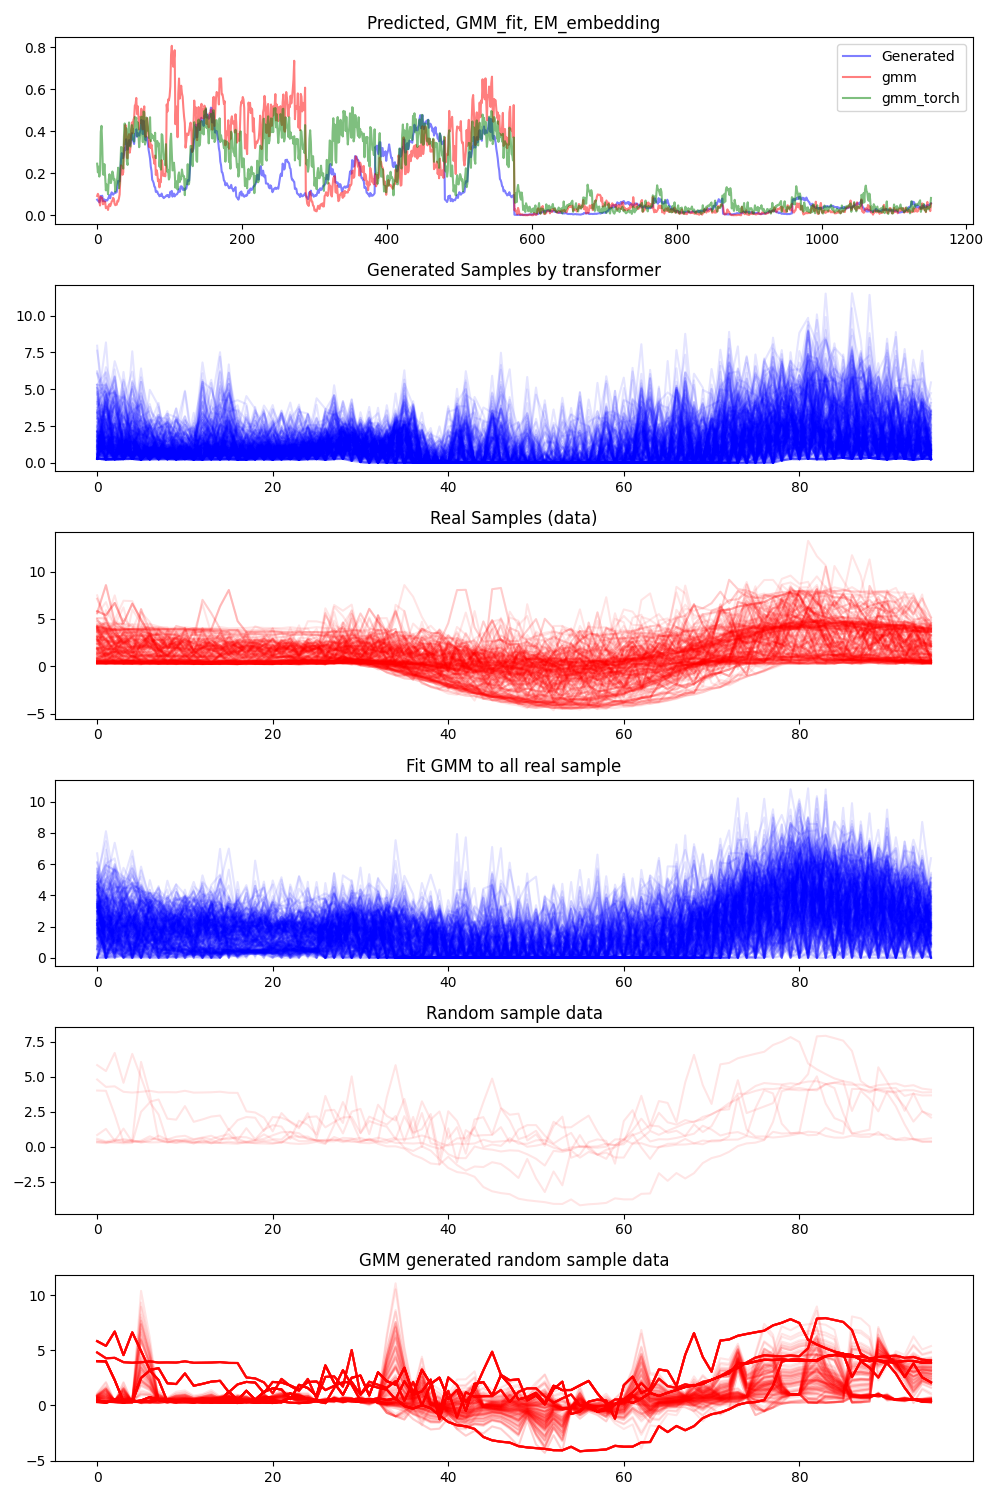 Predicted, GMM_fit, EM_embedding
0.8
0.6
0.4
0.2
0.0
Generated
gmm
gmm_torch
0 200 400 600 800 1000 1200
Generated Samples by transformer
10.0
7.5
5.0
2.5
0.0
0 20 40 60 80
Real Samples (data)
10
5
0
−5
0 20 40 60 80
Fit GMM to all real sample
10
8
6
4
2
0
0 20 40 60 80
Random sample data
7.5
5.0
2.5
0.0
−2.5
0 20 40 60 80
GMM generated random sample data
10
5
0
−5
0 20 40 60 80